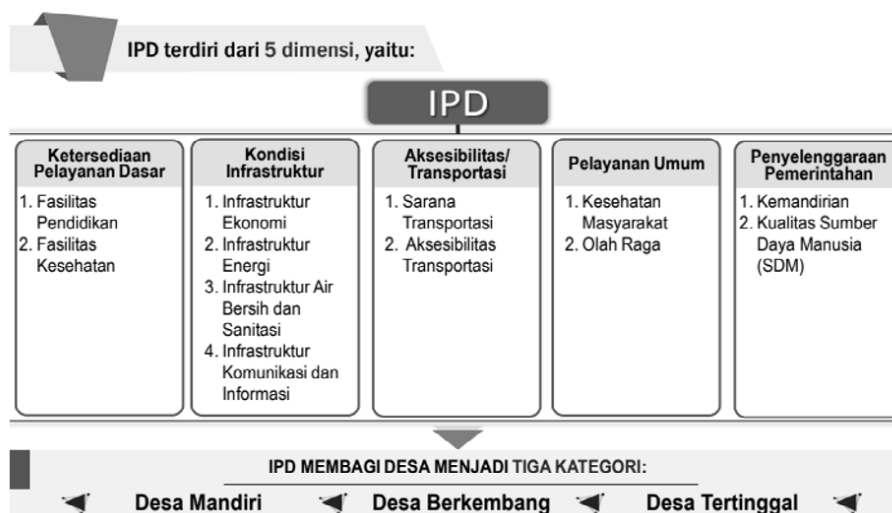 IPD terdiri dari 5 dimensi, yaitu:
IPD
Ketersediaan
Pelayanan Dasar
1. Fasilitas
Pendidikan
2. Fasilitas
Kesehatan
Kondisi
Infrastruktur
1. Infrastruktur
Ekonomi
2. Infrastruktur
Energi
3. Infrastruktur Air
Bersih dan
Sanitasi
4. Infrastruktur
Komunikasi dan
Informasi
Aksesibilitas/
Transportasi
1. Sarana
Transportasi
2. Aksesibilitas
Transportasi
Pelayanan Umum
1. Kesehatan
Masyarakat
2. Olah Raga
Penyelenggaraan
Pemerintahan
1. Kemandirian
2. Kualitas Sumber
Daya Manusia
(SDM)
IPD MEMBAGI DESA MENJADI TIGA KATEGORI:
Desa Mandiri Desa Berkembang Desa Tertinggal